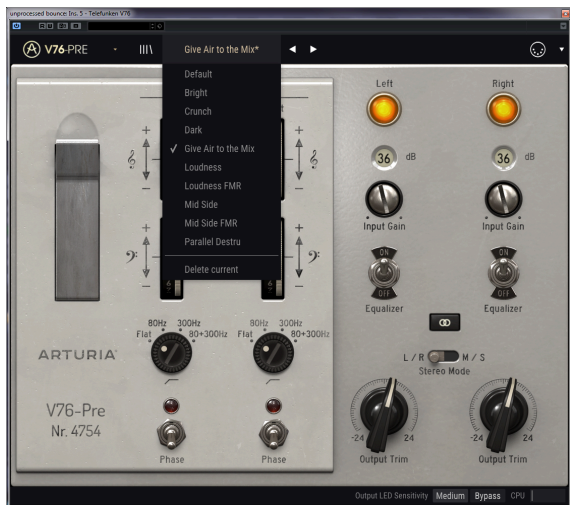 unprocessed bounce: Ins. 5 - Telefunken V76
R W
V76-PRE
Give Air to the Mix*
Default
Bright
Crunch
Dark
✓ Give Air to the Mix
Loudness
Loudness FMR
Mid Side
Mid Side FMR
Parallel Destru
Delete current
Left Right
36 dB 36 dB
Input Gain Input Gain
ON ON
OFF OFF
Equalizer Equalizer
80Hz 300Hz 80Hz 300Hz
Flat 80+300Hz Flat 80+300Hz
L / R M / S
Stereo Mode
ARTURIA
V76-Pre
Nr. 4754
-24 24 -24 24
Phase Phase Output Trim Output Trim
Output LED Sensitivity Medium Bypass CPU